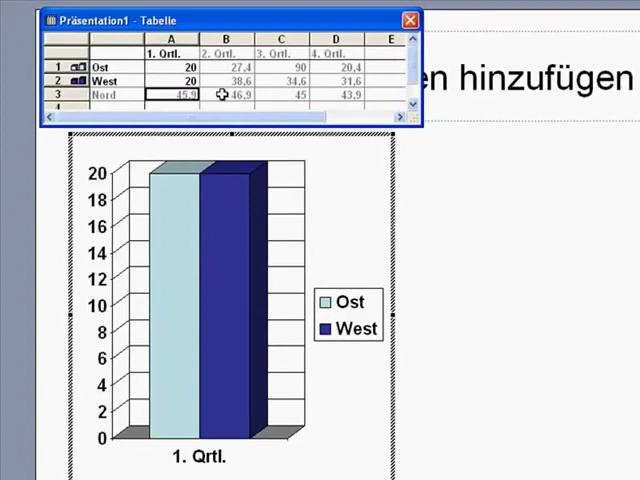 Präsentation1 - Tabelle
A B C D E
1. Qrtl. 2. Qrtl. 3. Qrtl. 4. Qrtl.
1 Ost 20 27,4 90 20,4
2 West 20 38,6 34,6 31,6
3 Nord 45,9 46,9 45 43,9
4
en hinzufügen
20
18
16
14
12
10
8
6
4
2
0
Ost
West
1. Qrtl.